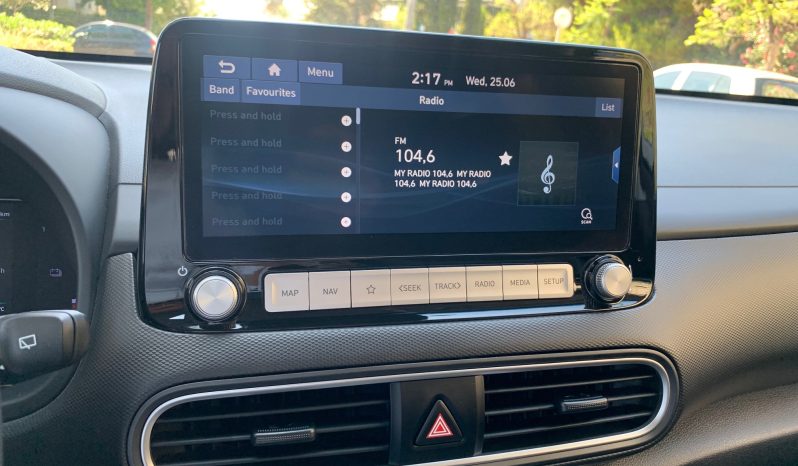 Menu
2:17 PM Wed, 25.06
Band Favourites
Radio
List
Press and hold
Press and hold
Press and hold
Press and hold
Press and hold
FM
104,6
MY RADIO 104,6 MY RADIO
104,6 MY RADIO 104,6
SCAN
MAP NAV <SEEK TRACK> RADIO MEDIA SETUP